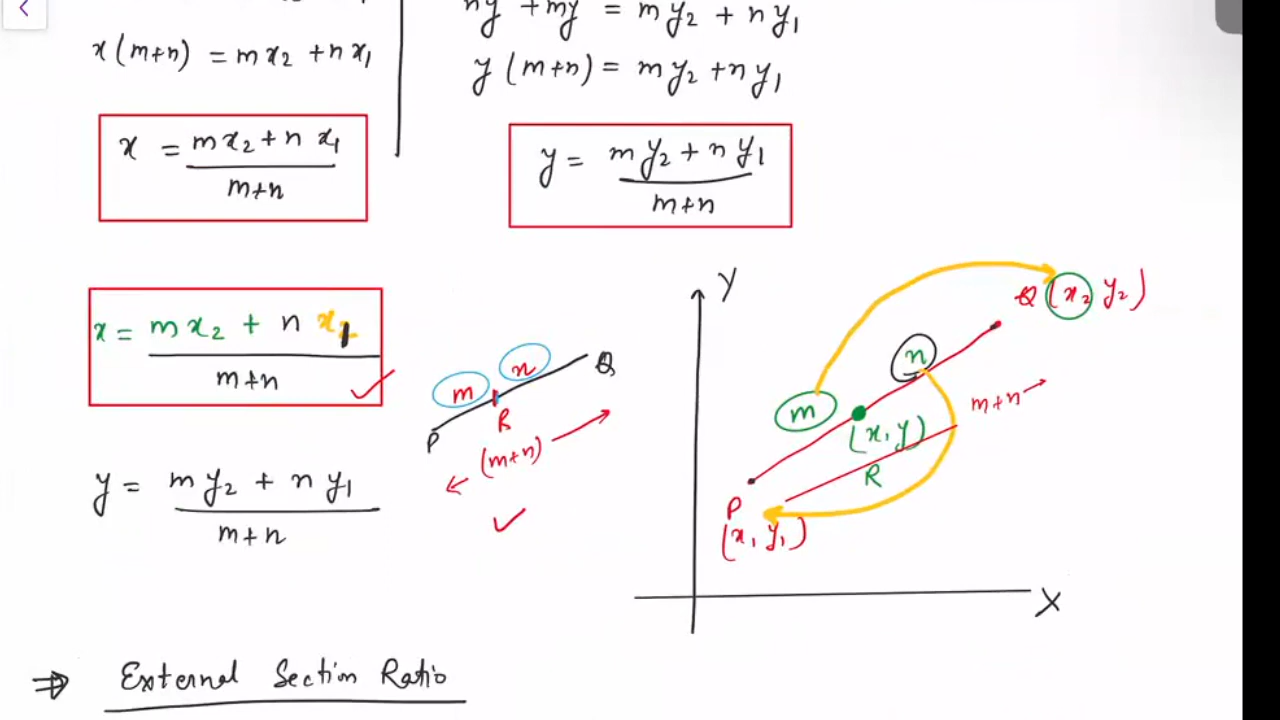 x(m+n) = mx2 + nx1
x = mx2 + nx1 / m+n
ny + my = my2 + ny1
y(m+n) = my2 + ny1
y = my2 + ny1 / m+n
x = mx2 + nx1 / m+n
y = my2 + ny1 / m+n
m n
P R Q
(m+n)
Y
Q (x2 y2)
n
m
m+n
(x, y)
R
P
(x1 y1)
X
⇒ External Section Ratio